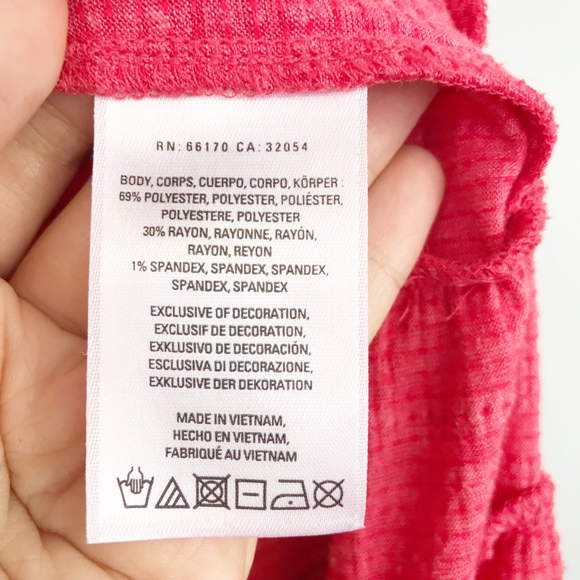 RN: 66170 CA: 32054
BODY, CORPS, CUERPO, CORPO, KÖRPER :
69% POLYESTER, POLYESTER, POLIÉSTER,
POLYESTERE, POLYESTER
30% RAYON, RAYONNE, RAYÓN,
RAYON, REYON
1% SPANDEX, SPANDEX, SPANDEX,
SPANDEX, SPANDEX
EXCLUSIVE OF DECORATION,
EXCLUSIF DE DECORATION,
EXKLUSIVO DE DECORACIÓN,
ESCLUSIVA DI DECORAZIONE,
EXKLUSIVE DER DEKORATION
MADE IN VIETNAM,
HECHO EN VIETNAM,
FABRIQUÉ AU VIETNAM